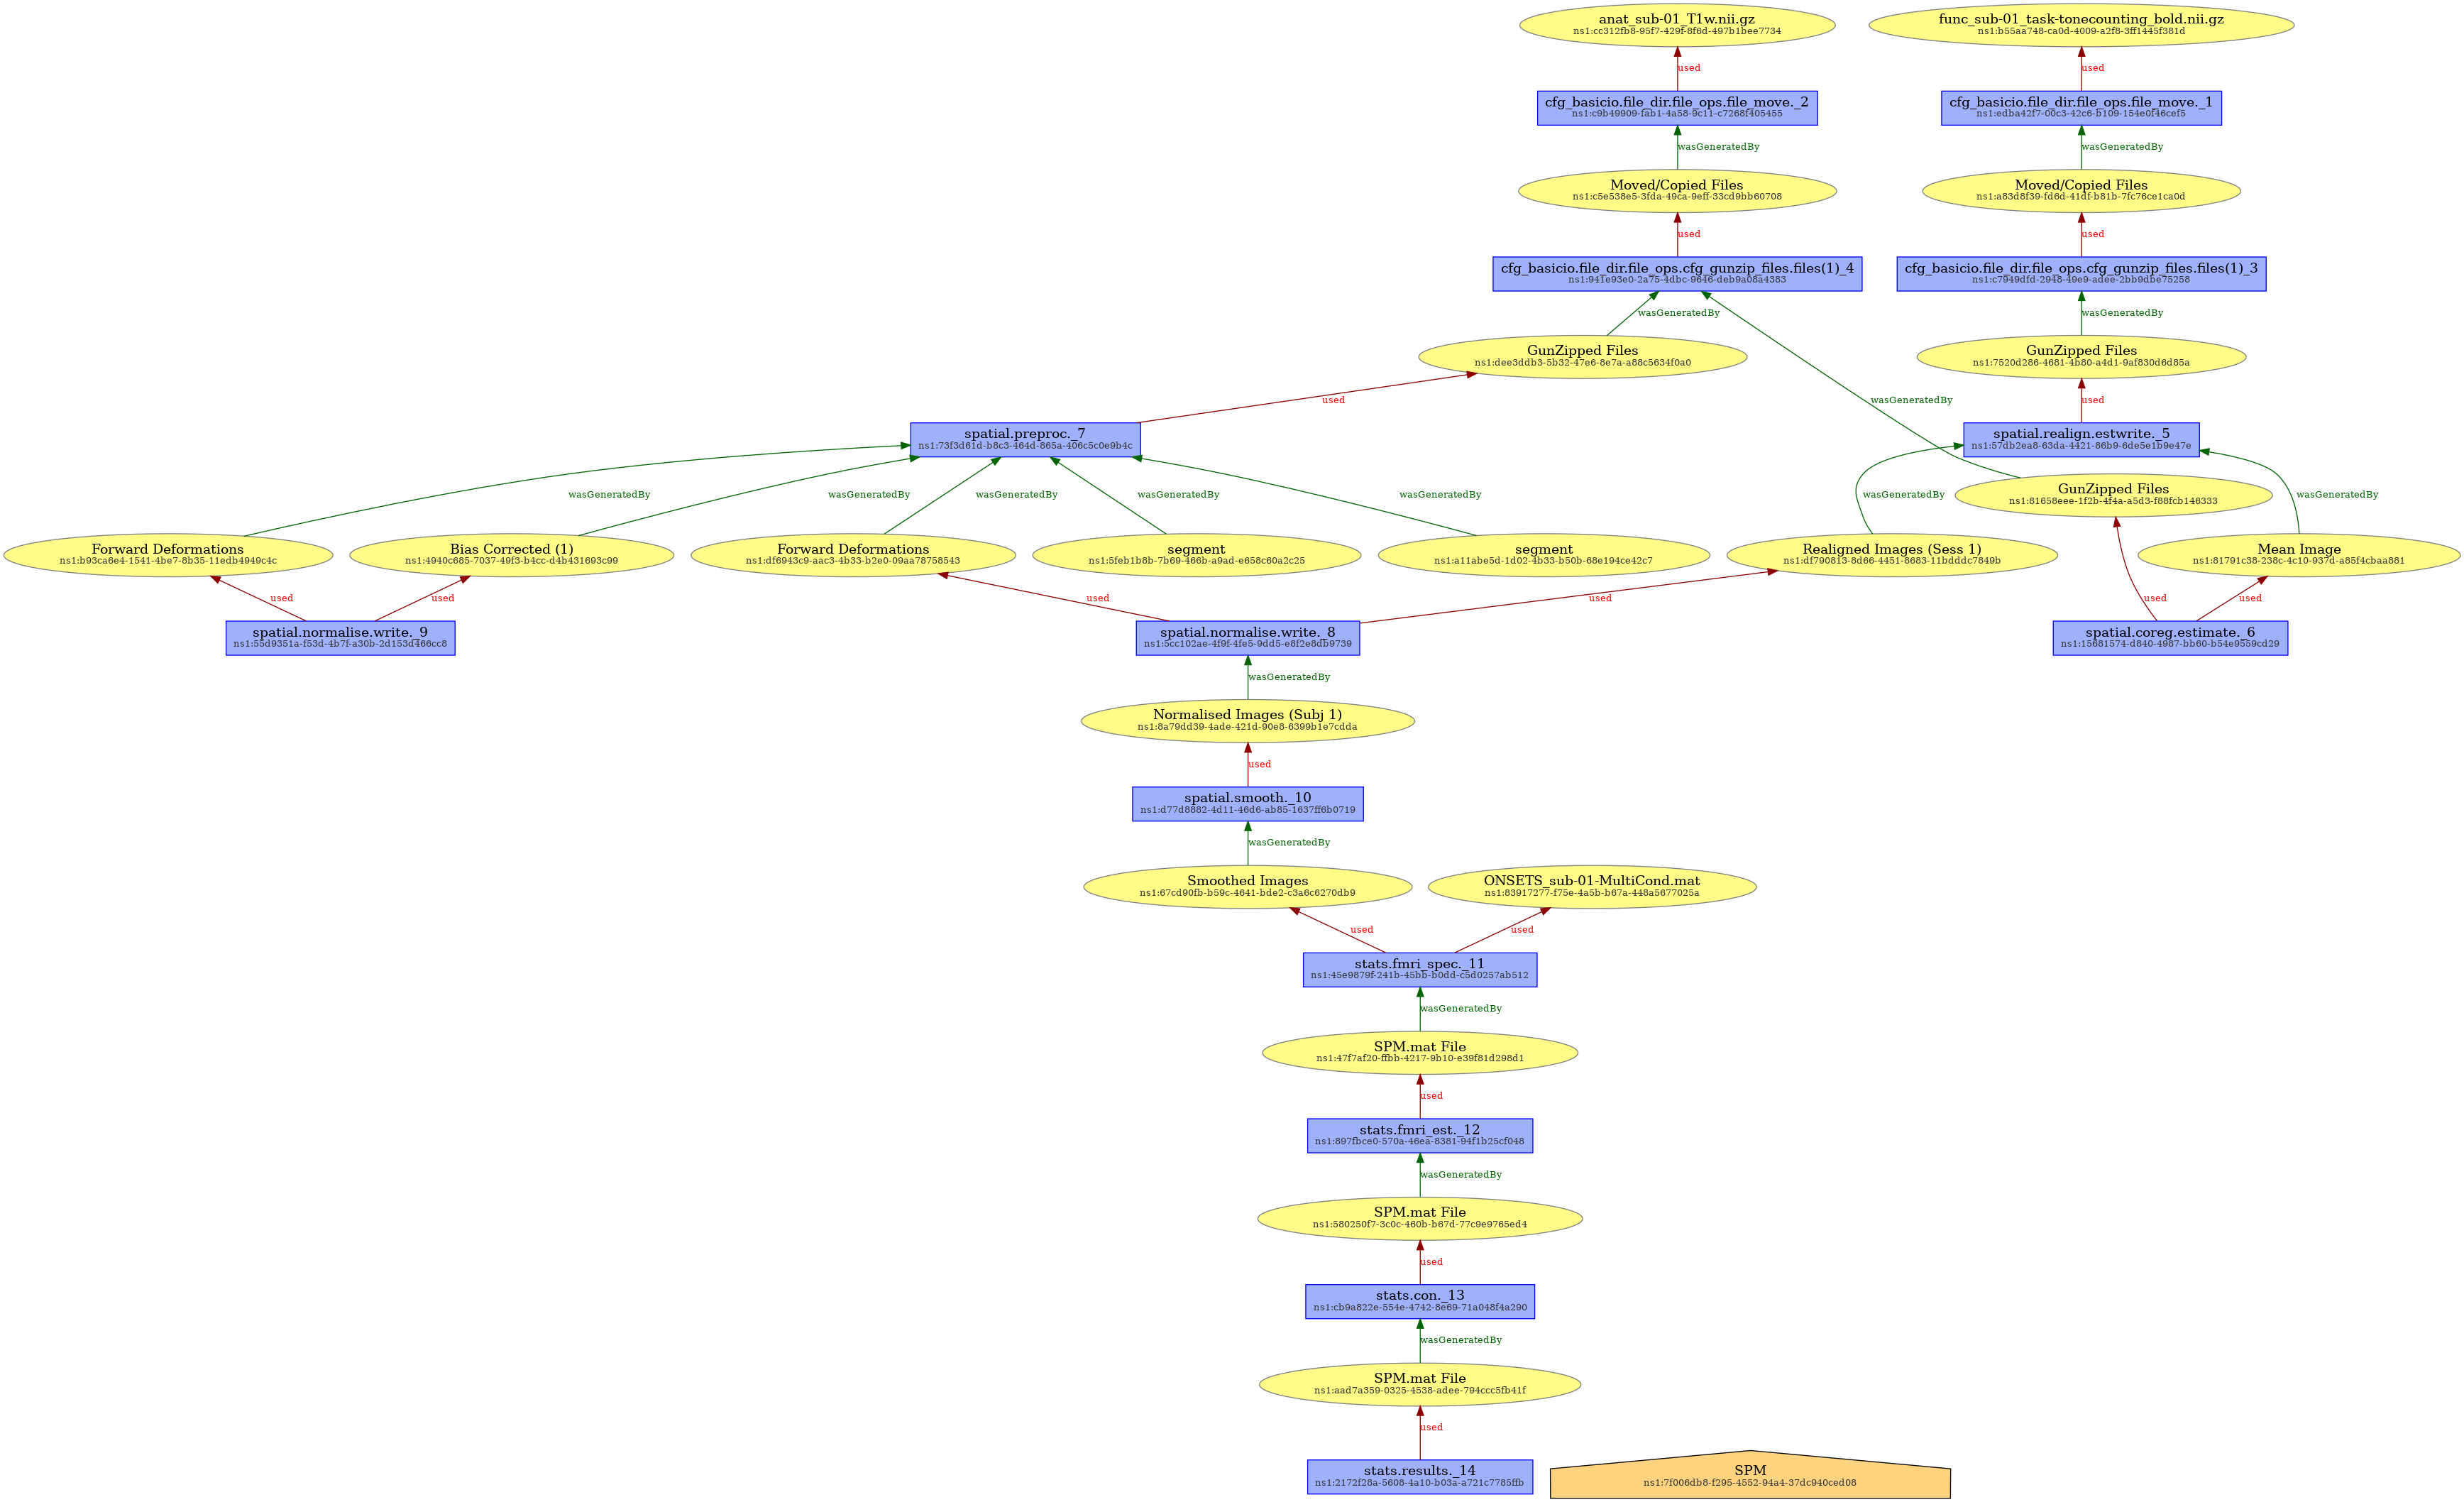 anat_sub-01_T1w.nii.gz
ns1:cc312fb8-95f7-429f-8f6d-497b1bee7734
func_sub-01_task-tonecounting_bold.nii.gz
ns1:b55aa748-ca0d-4009-a2f8-3ff1445f381d
used
used
cfg_basicio.file_dir.file_ops.file_move._2
ns1:c9b49909-fab1-4a58-9c11-c7268f405455
cfg_basicio.file_dir.file_ops.file_move._1
ns1:edba42f7-00c3-42c6-b109-154e0f46cef5
wasGeneratedBy
wasGeneratedBy
Moved/Copied Files
ns1:c5e538e5-3fda-49ca-9eff-33cd9bb60708
Moved/Copied Files
ns1:a83d8f39-fd6d-41df-b81b-7fc76ce1ca0d
used
used
cfg_basicio.file_dir.file_ops.cfg_gunzip_files.files(1)_4
ns1:941e93e0-2a75-4dbc-9646-deb9a08a4383
cfg_basicio.file_dir.file_ops.cfg_gunzip_files.files(1)_3
ns1:c7949dfd-2948-49e9-adee-2bb9dbe75258
wasGeneratedBy
wasGeneratedBy
GunZipped Files
ns1:dee3ddb3-5b32-47e6-8e7a-a88c5634f0a0
GunZipped Files
ns1:7520d286-4681-4b80-a4d1-9af830d6d85a
used
wasGeneratedBy
used
spatial.preproc._7
ns1:73f3d61d-b8c3-464d-865a-406c5c0e9b4c
spatial.realign.estwrite._5
ns1:57db2ea8-63da-4421-86b9-6de5e1b9e47e
wasGeneratedBy
wasGeneratedBy
wasGeneratedBy
wasGeneratedBy
wasGeneratedBy
wasGeneratedBy
GunZipped Files
ns1:81658eee-1f2b-4f4a-a5d3-f88fcb146333
wasGeneratedBy
Forward Deformations
ns1:b93ca6e4-1541-4be7-8b35-11edb4949c4c
Bias Corrected (1)
ns1:4940c685-7037-49f3-b4cc-d4b431693c99
Forward Deformations
ns1:df6943c9-aac3-4b33-b2e0-09aa78758543
segment
ns1:5feb1b8b-7b69-466b-a9ad-e658c60a2c25
segment
ns1:a11abe5d-1d02-4b33-b50b-68e194ce42c7
Realigned Images (Sess 1)
ns1:df790813-8d66-4451-8683-11bdddc7849b
Mean Image
ns1:81791c38-238c-4c10-937d-a85f4cbaa881
used
used
used
used
used
used
spatial.normalise.write._9
ns1:55d9351a-f53d-4b7f-a30b-2d153d466cc8
spatial.normalise.write._8
ns1:5cc102ae-4f9f-4fe5-9dd5-e8f2e8db9739
spatial.coreg.estimate._6
ns1:15681574-d840-4987-bb60-b54e9559cd29
wasGeneratedBy
Normalised Images (Subj 1)
ns1:8a79dd39-4ade-421d-90e8-6399b1e7cdda
used
spatial.smooth._10
ns1:d77d8882-4d11-46d6-ab85-1637ff6b0719
wasGeneratedBy
Smoothed Images
ns1:67cd90fb-b59c-4641-bde2-c3a6c6270db9
ONSETS_sub-01-MultiCond.mat
ns1:83917277-f75e-4a5b-b67a-448a5677025a
used
used
stats.fmri_spec._11
ns1:45e9879f-241b-45bb-b0dd-c5d0257ab512
wasGeneratedBy
SPM.mat File
ns1:47f7af20-ffbb-4217-9b10-e39f81d298d1
used
stats.fmri_est._12
ns1:897fbce0-570a-46ea-8381-94f1b25cf048
wasGeneratedBy
SPM.mat File
ns1:580250f7-3c0c-460b-b67d-77c9e9765ed4
used
stats.con._13
ns1:cb9a822e-554e-4742-8e69-71a048f4a290
wasGeneratedBy
SPM.mat File
ns1:aad7a359-0325-4538-adee-794ccc5fb41f
used
stats.results._14
ns1:2172f28a-5608-4a10-b03a-a721c7785ffb
SPM
ns1:7f006db8-f295-4552-94a4-37dc940ced08